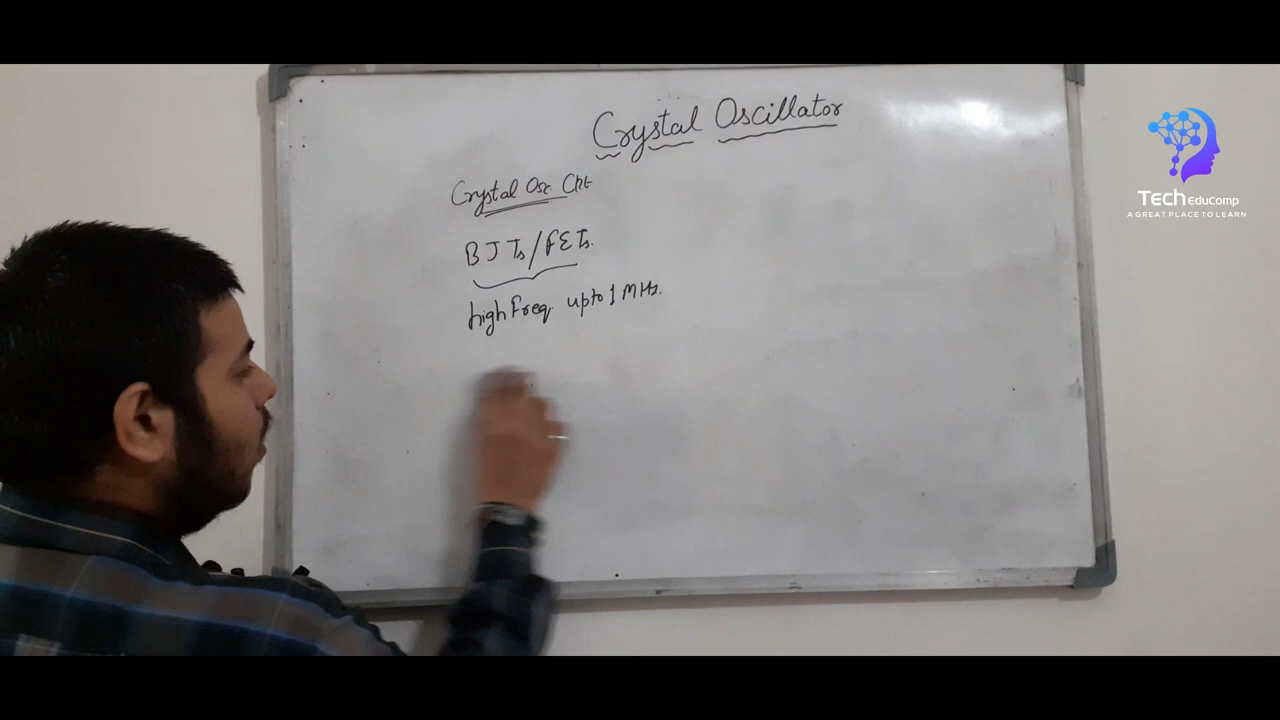 Crystal Oscillator
Crystal Osc. Ckt
BJTs/FETs.
high freq. upto 1 MHz.
Tech EduComp
A GREAT PLACE TO LEARN